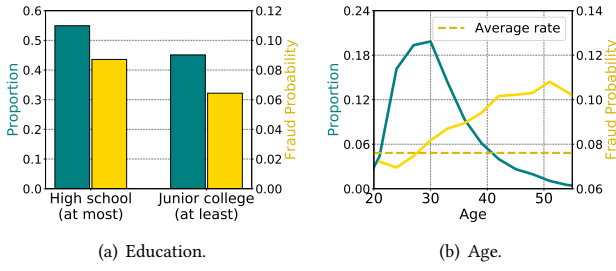 0.6
0.5
0.4
0.3
0.2
0.1
0.0
Proportion
0.12
0.10
0.08
0.06
0.04
0.02
0.00
Fraud Probability
High school
(at most)
Junior college
(at least)
(a) Education.
0.24
0.18
0.12
0.06
0.00
Proportion
Average rate
0.14
0.12
0.10
0.08
0.06
Fraud Probability
20 30 40 50
Age
(b) Age.